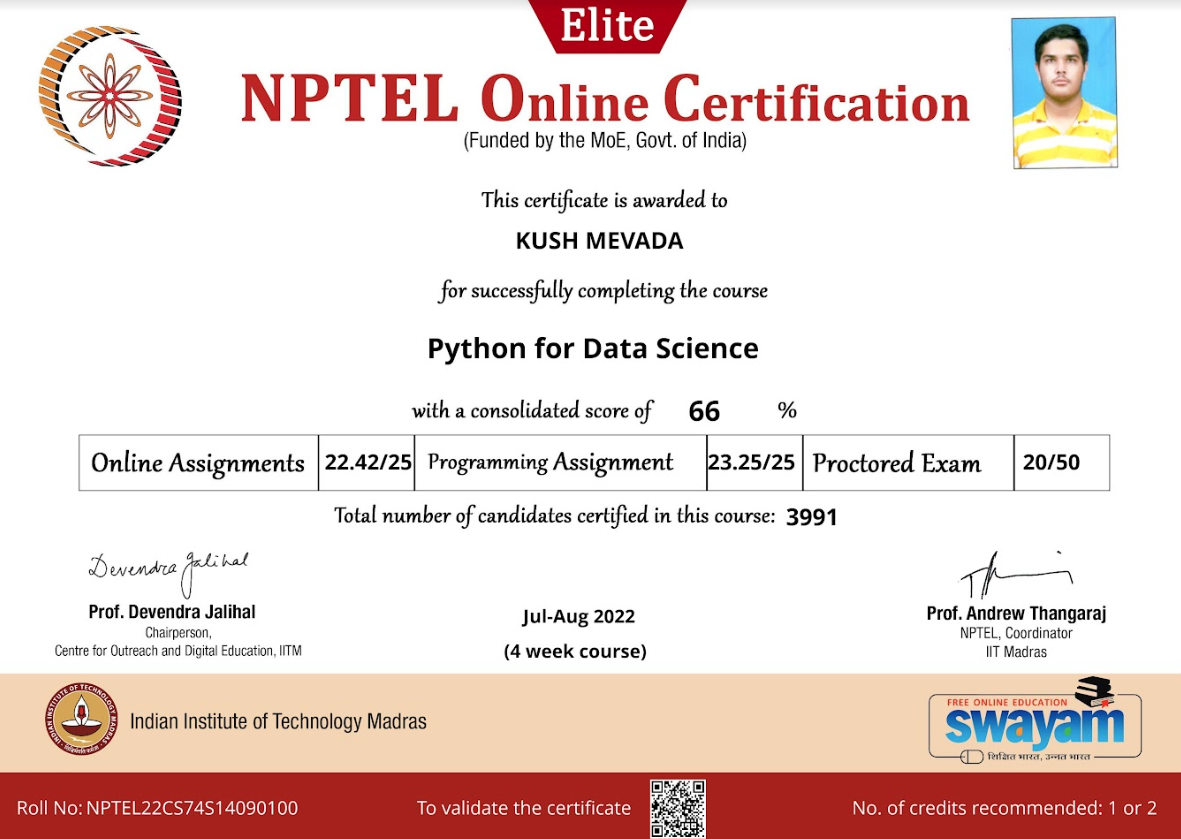 Elite
NPTEL Online Certification
(Funded by the MoE, Govt. of India)
This certificate is awarded to
KUSH MEVADA
for successfully completing the course
Python for Data Science
with a consolidated score of 66 %
Online Assignments 22.42/25 Programming Assignment 23.25/25 Proctored Exam 20/50
Total number of candidates certified in this course: 3991
Devendra Jalihal
Prof. Devendra Jalihal
Chairperson,
Centre for Outreach and Digital Education, IITM
Jul-Aug 2022
(4 week course)
Prof. Andrew Thangaraj
NPTEL, Coordinator
IIT Madras
INDIAN INSTITUTE OF TECHNOLOGY MADRAS
Indian Institute of Technology Madras
FREE ONLINE EDUCATION
swayam
शिक्षित भारत, उन्नत भारत
Roll No: NPTEL22CS74S14090100
To validate the certificate
No. of credits recommended: 1 or 2